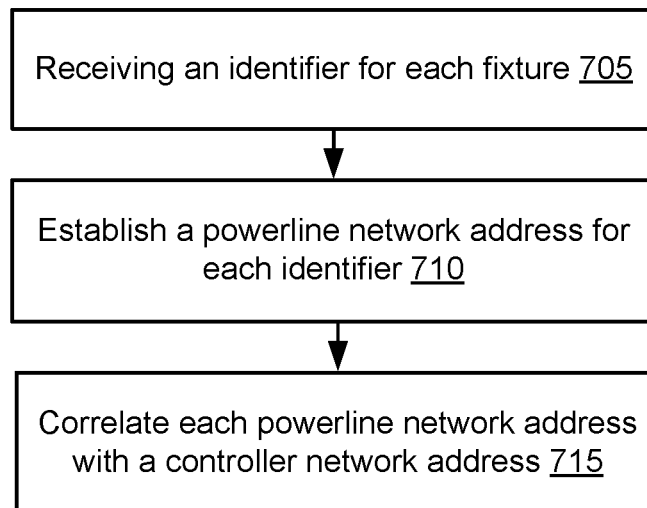 Receiving an identifier for each fixture 705
Establish a powerline network address for
each identifier 710
Correlate each powerline network address
with a controller network address 715